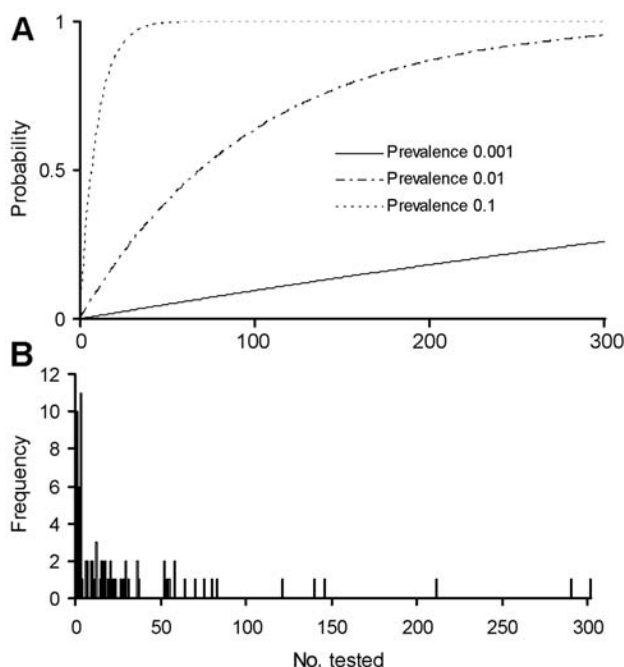 A
1
Probability
0.5
Prevalence 0.001
Prevalence 0.01
Prevalence 0.1
0
0 100 200 300
B
12
10
8
Frequency
6
4
2
0
0 50 100 150 200 250 300
No. tested